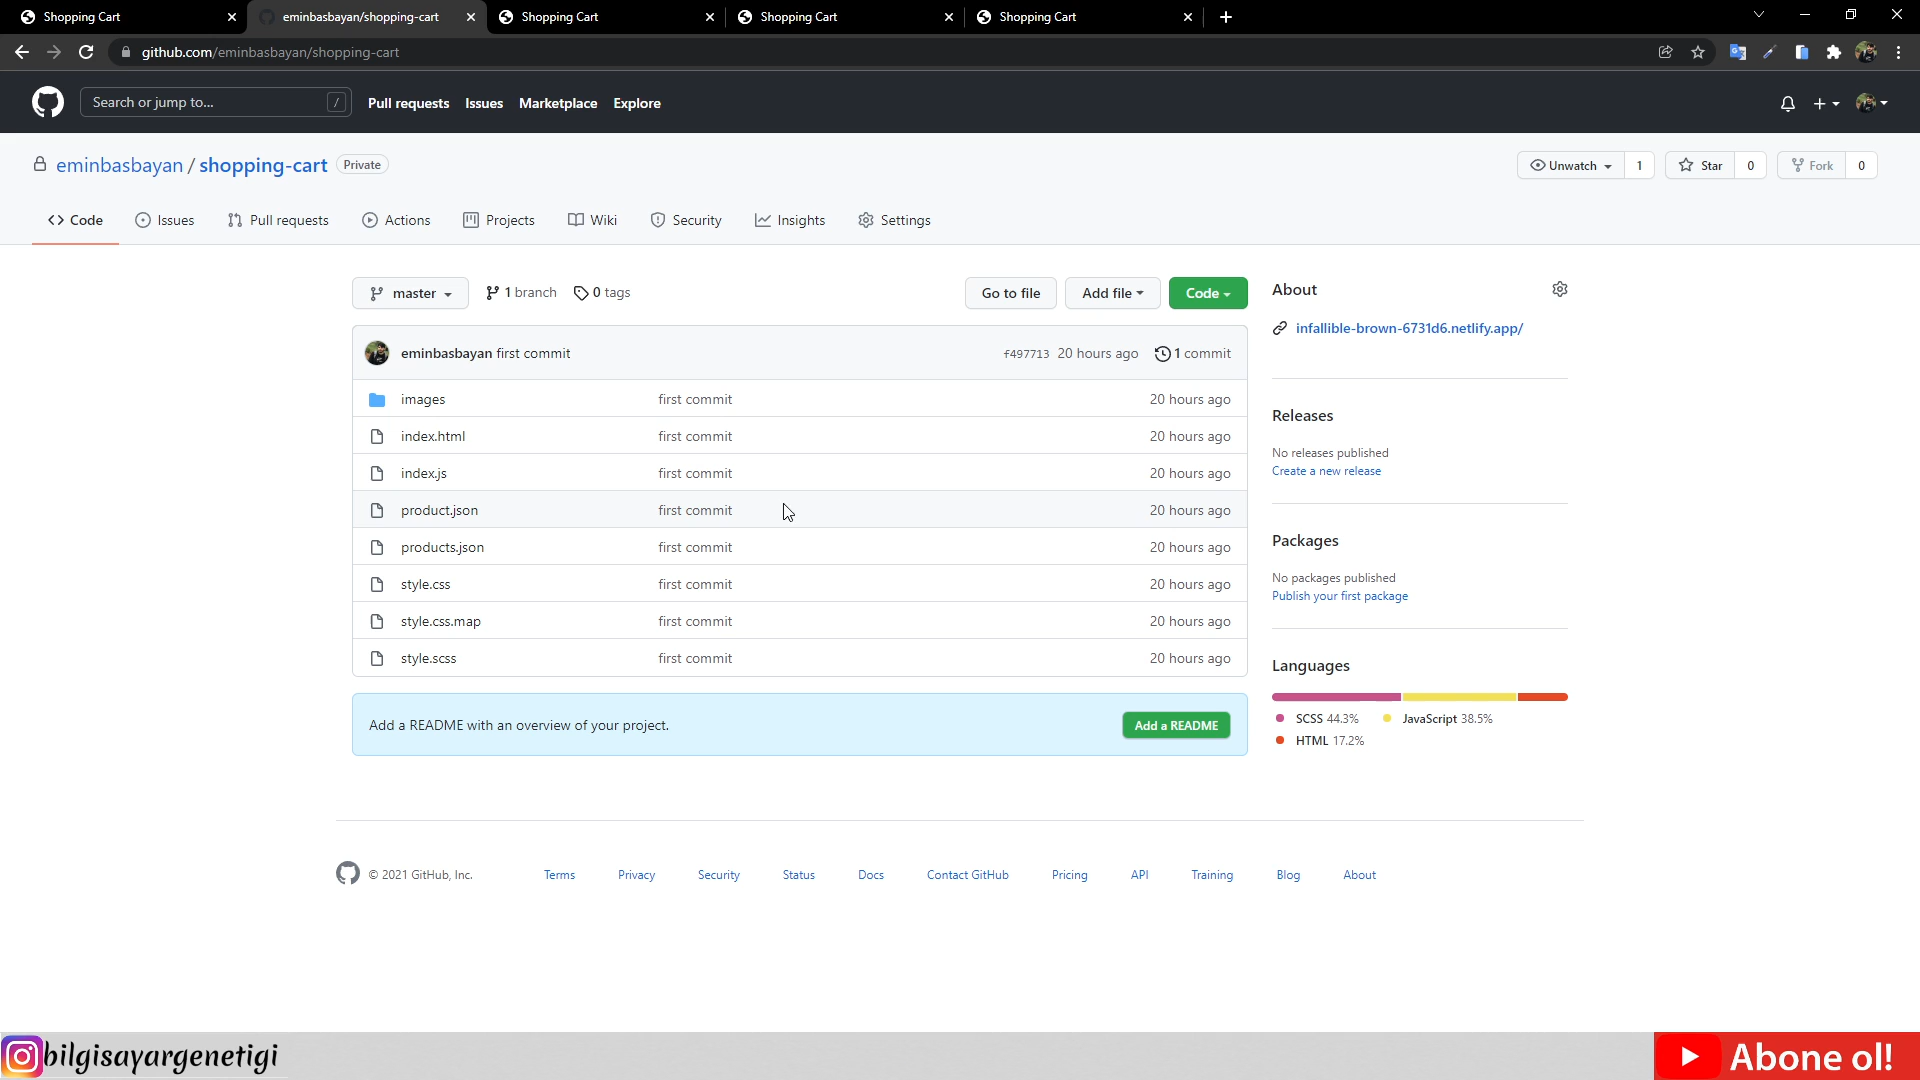 Shopping Cart
eminbasbayan/shopping-cart
Shopping Cart
Shopping Cart
Shopping Cart
github.com/eminbasbayan/shopping-cart
Search or jump to... /
Pull requests Issues Marketplace Explore
eminbasbayan / shopping-cart Private
Unwatch 1 Star 0 Fork 0
Code Issues Pull requests Actions Projects Wiki Security Insights Settings
master 1 branch 0 tags Go to file Add file Code
eminbasbayan first commit f497713 20 hours ago 1 commit
images first commit 20 hours ago
index.html first commit 20 hours ago
index.js first commit 20 hours ago
product.json first commit 20 hours ago
products.json first commit 20 hours ago
style.css first commit 20 hours ago
style.css.map first commit 20 hours ago
style.scss first commit 20 hours ago
Add a README with an overview of your project. Add a README
About
infallible-brown-6731d6.netlify.app/
Releases
No releases published
Create a new release
Packages
No packages published
Publish your first package
Languages
SCSS 44.3% JavaScript 38.5%
HTML 17.2%
© 2021 GitHub, Inc. Terms Privacy Security Status Docs Contact GitHub Pricing API Training Blog About
bilgisayargenetigi
Abone ol!